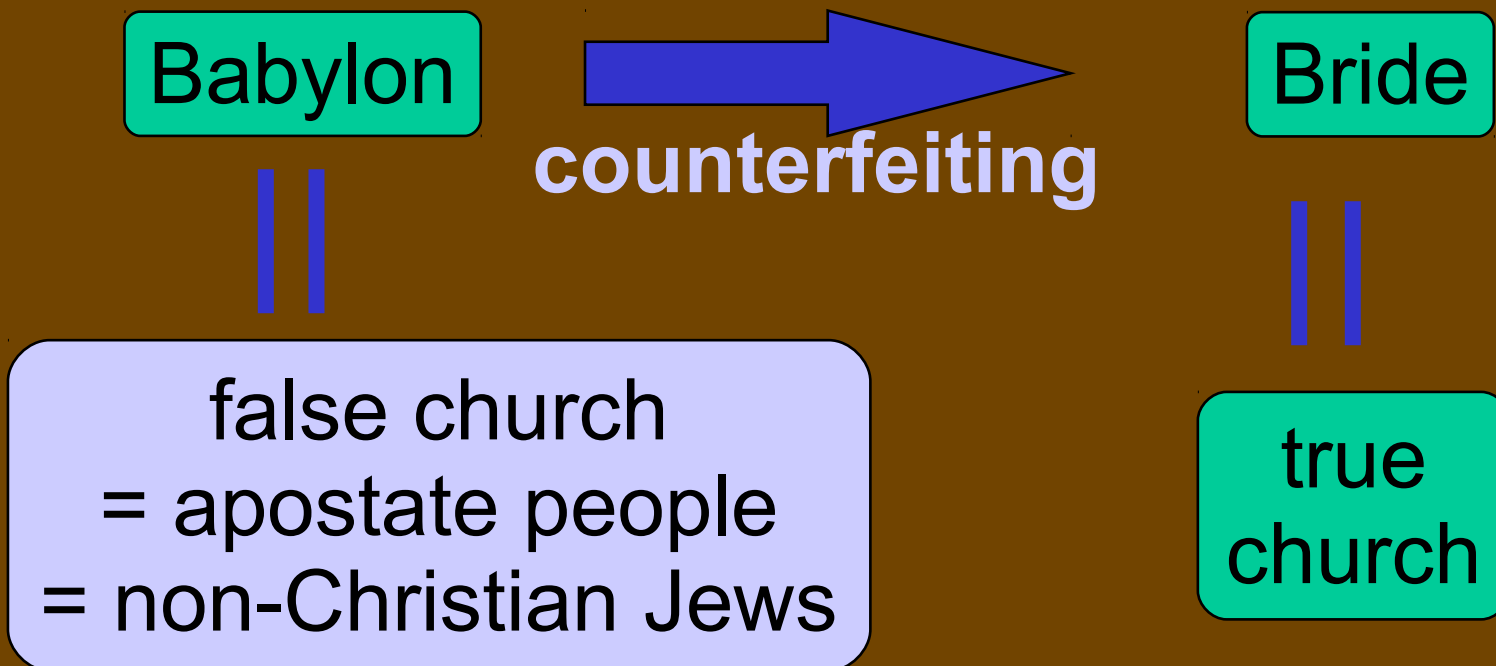 Babylon
Bride
counterfeiting
false church
= apostate people
= non-Christian Jews
true
church